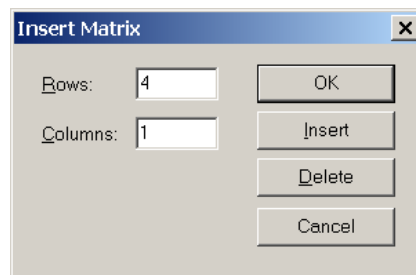 Insert Matrix
Rows: 4 OK
Columns: 1 Insert
Delete
Cancel